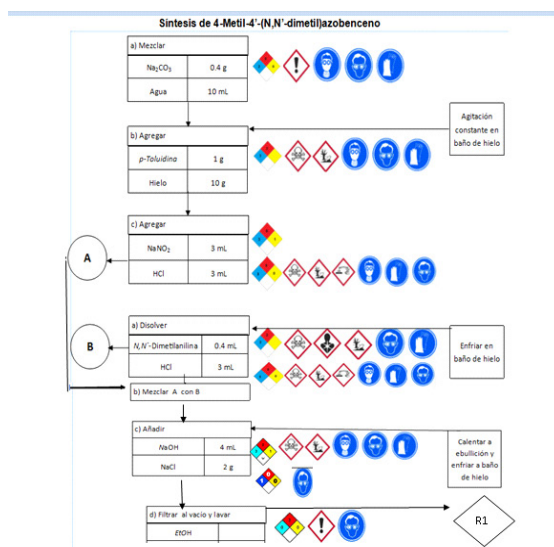 Síntesis de 4-Metil-4'-(N,N'-dimetil)azobenceno
a) Mezclar
Na₂CO₃ 0.4 g
Agua 10 mL
Agitación
constante en
baño de hielo
b) Agregar
p-Toluidina 1 g
Hielo 10 g
c) Agregar
NaNO₂ 3 mL
HCl 3 mL
A
a) Disolver
N,N´-Dimetilanilina 0.4 mL
HCl 3 mL
B
Enfriar en
baño de hielo
b) Mezclar A con B
c) Añadir
NaOH 4 mL
NaCl 2 g
Calentar a
ebullición y
enfriar a baño
de hielo
d) Filtrar al vacío y lavar
EtOH
R1